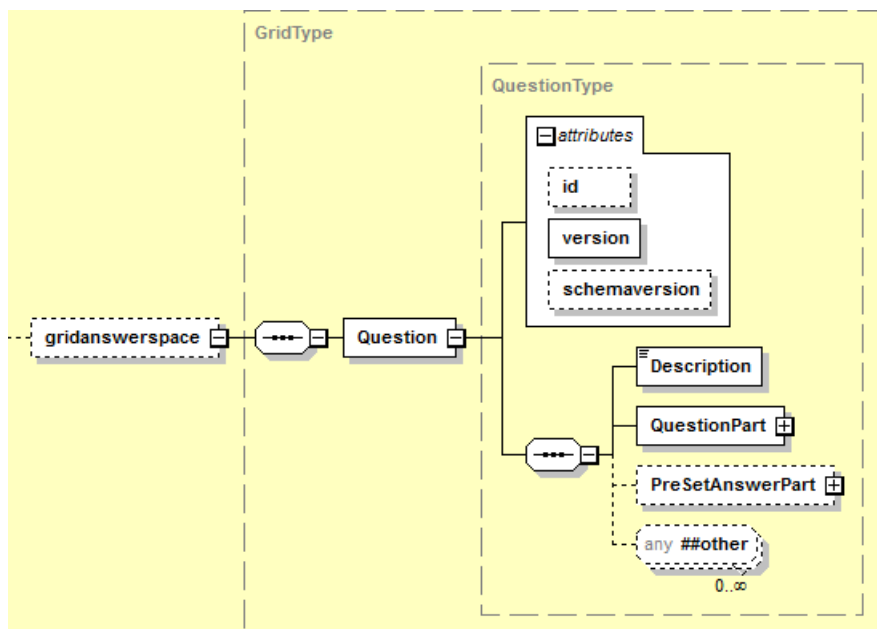 GridType
QuestionType
attributes
id
version
schemaversion
gridanswerspace
Question
Description
QuestionPart
PreSetAnswerPart
any ##other
0..∞